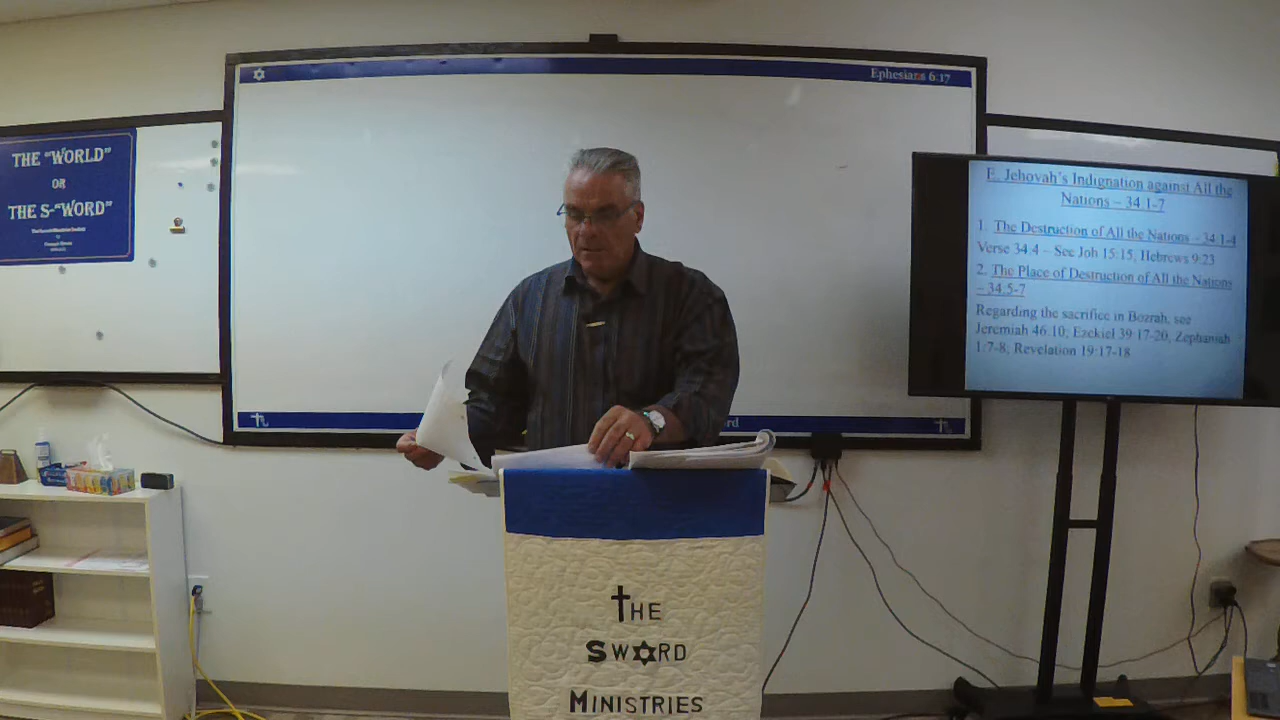 Ephesians 6:17
THE "WORLD"
OR
THE S-"WORD"
E. Jehovah's Indignation against All the
Nations – 34:1-7
1. The Destruction of All the Nations – 34:1-4
Verse 34:4 – See Job 15:15, Hebrews 9:23
2. The Place of Destruction of All the Nations
– 34:5-7
Regarding the sacrifice in Bozrah, see
Jeremiah 46:10, Ezekiel 39:17-20, Zephaniah
1:7-8, Revelation 19:17-18
THE
SWORD
MINISTRIES